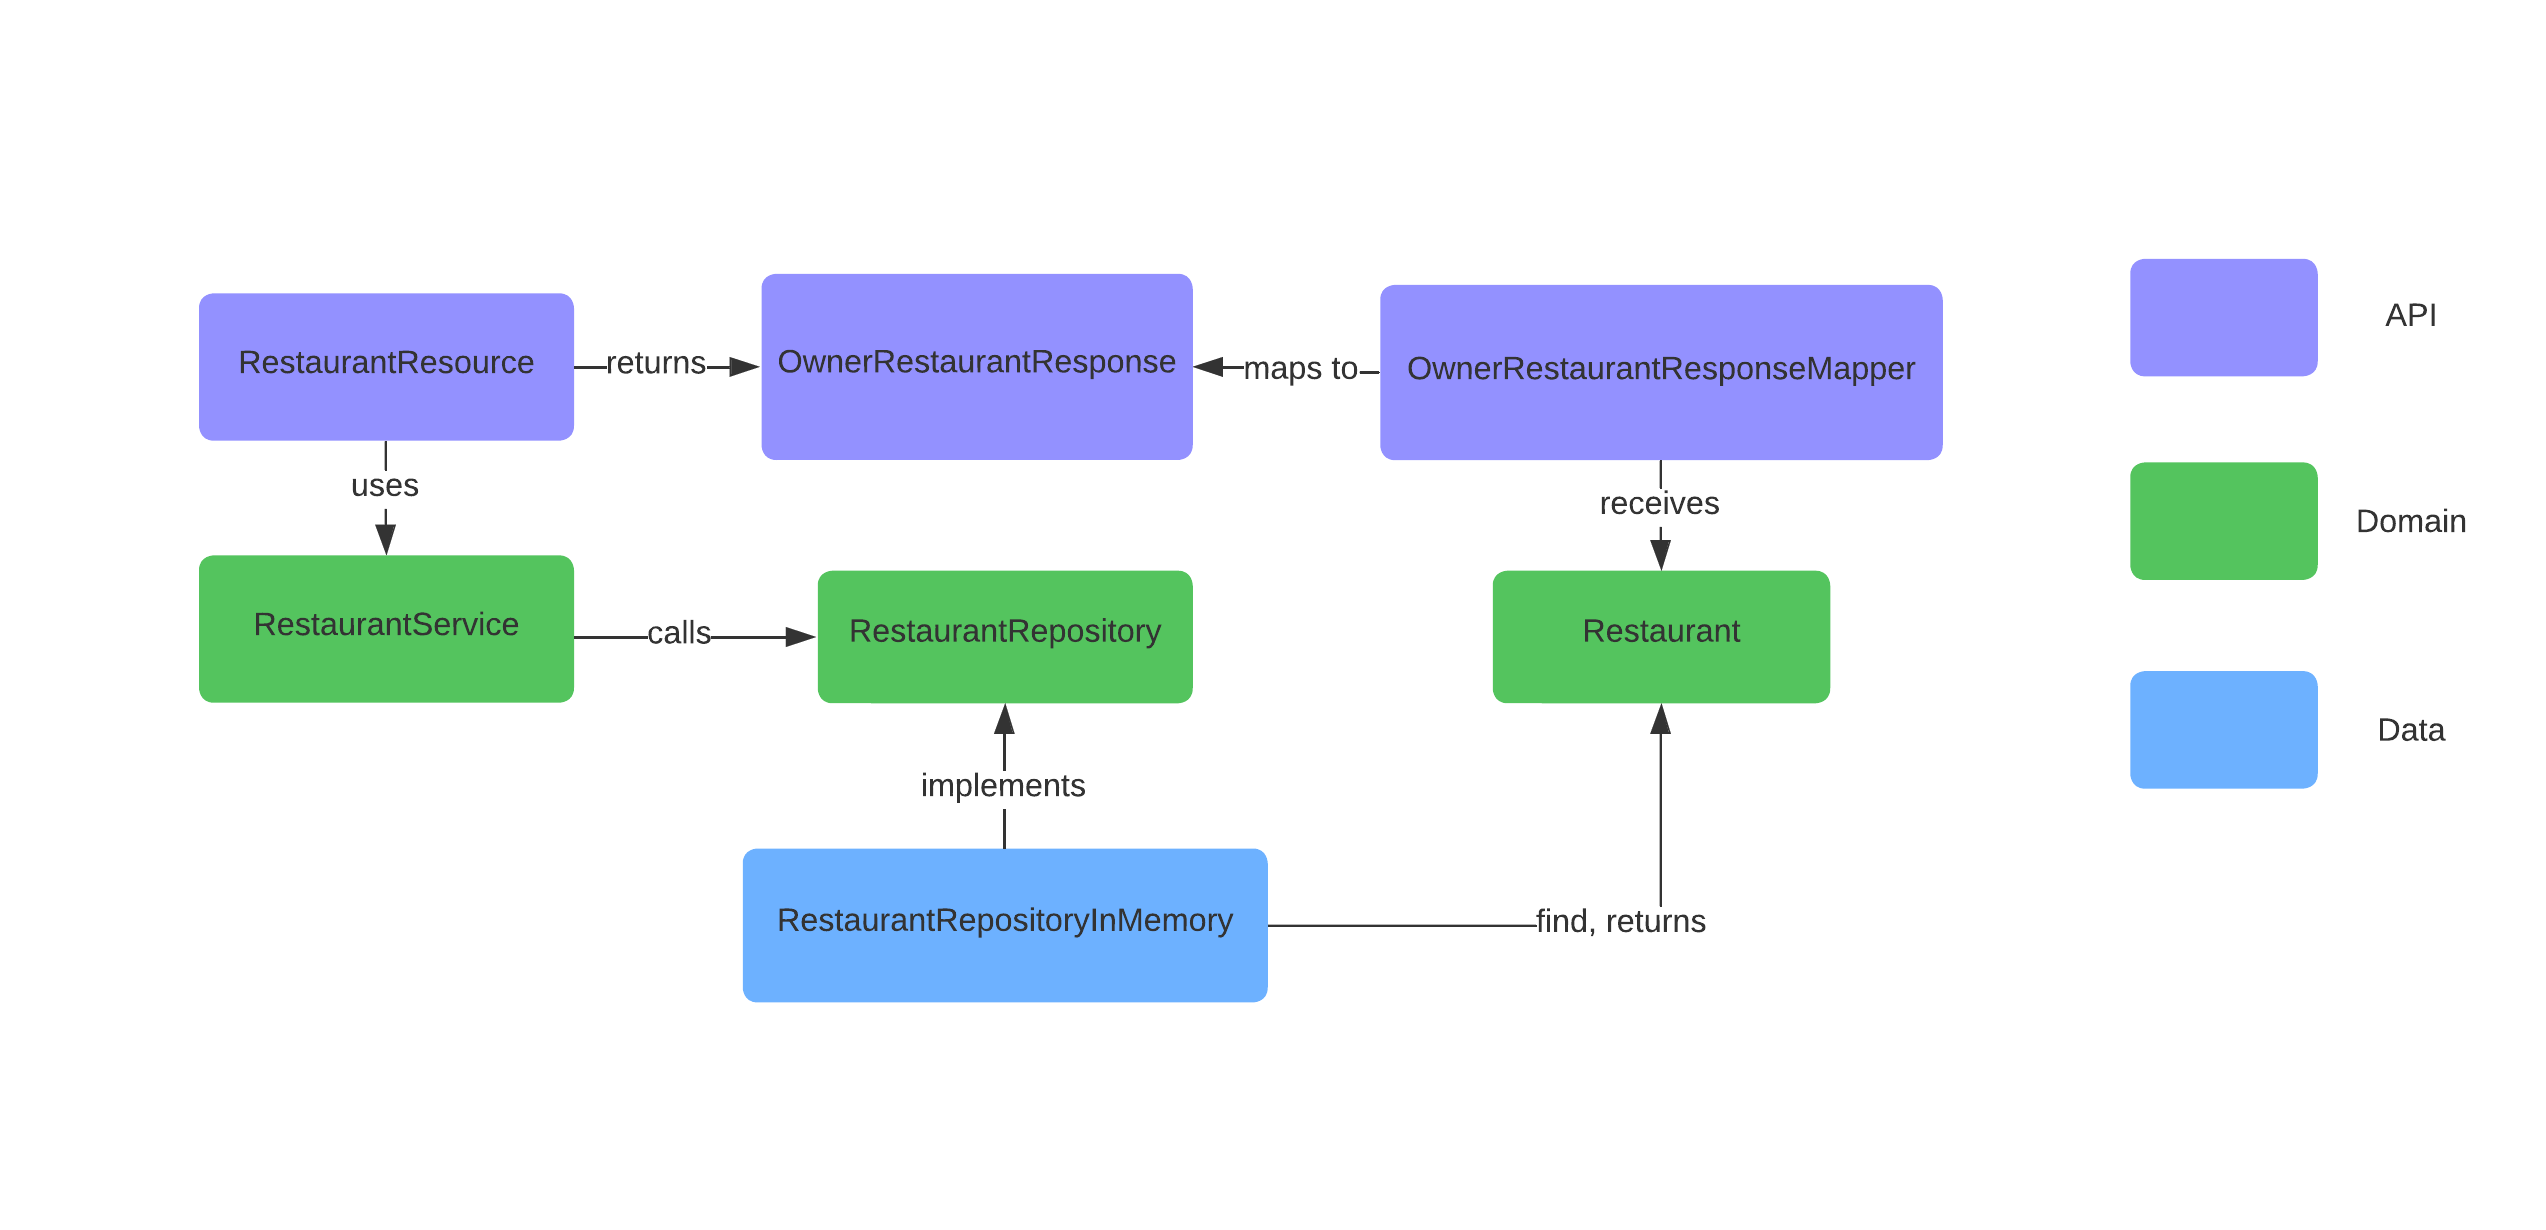 RestaurantResource
returns
OwnerRestaurantResponse
maps to
OwnerRestaurantResponseMapper
uses
receives
RestaurantService
calls
RestaurantRepository
Restaurant
implements
RestaurantRepositoryInMemory
find, returns
API
Domain
Data